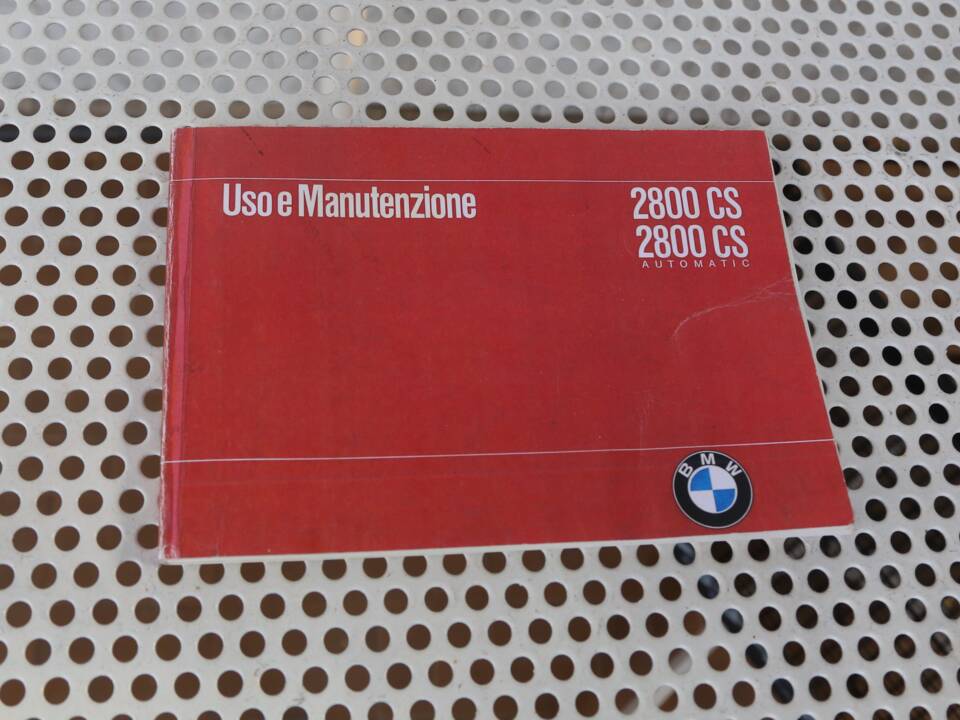 Uso e Manutenzione
2800 CS
2800 CS
AUTOMATIC
BMW